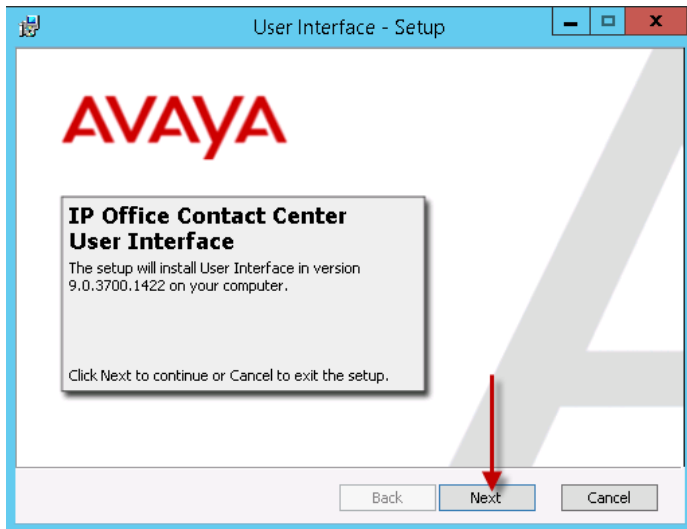 User Interface - Setup
AVAYA
IP Office Contact Center
User Interface
The setup will install User Interface in version
9.0.3700.1422 on your computer.
Click Next to continue or Cancel to exit the setup.
Back Next Cancel